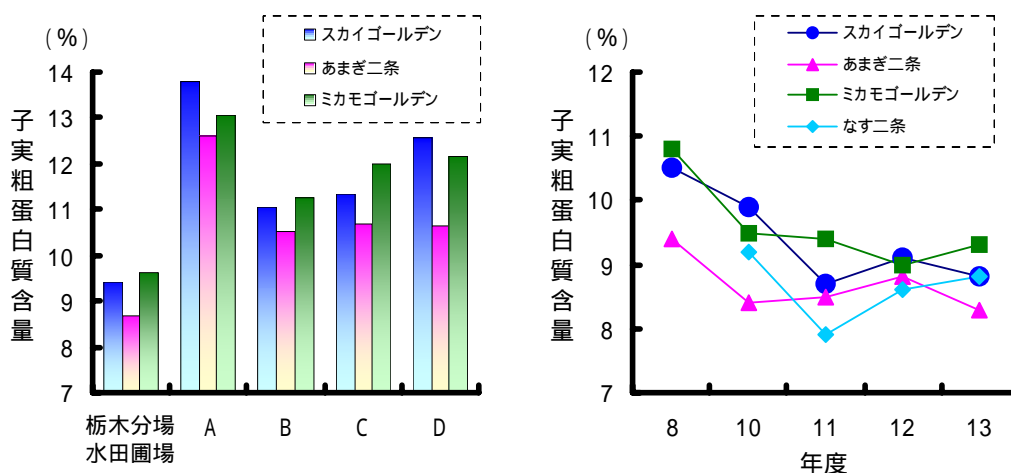 (%)
スカイゴールデン
あまぎ二条
ミカモゴールデン
子実粗蛋白質含量
14
13
12
11
10
9
8
7
栃木分場
水田圃場
A
B
C
D
(%)
スカイゴールデン
あまぎ二条
ミカモゴールデン
なす二条
子実粗蛋白質含量
12
11
10
9
8
7
8
10
11
12
13
年度